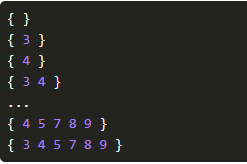 { }
{ 3 }
{ 4 }
{ 3 4 }
...
{ 4 5 7 8 9 }
{ 3 4 5 7 8 9 }